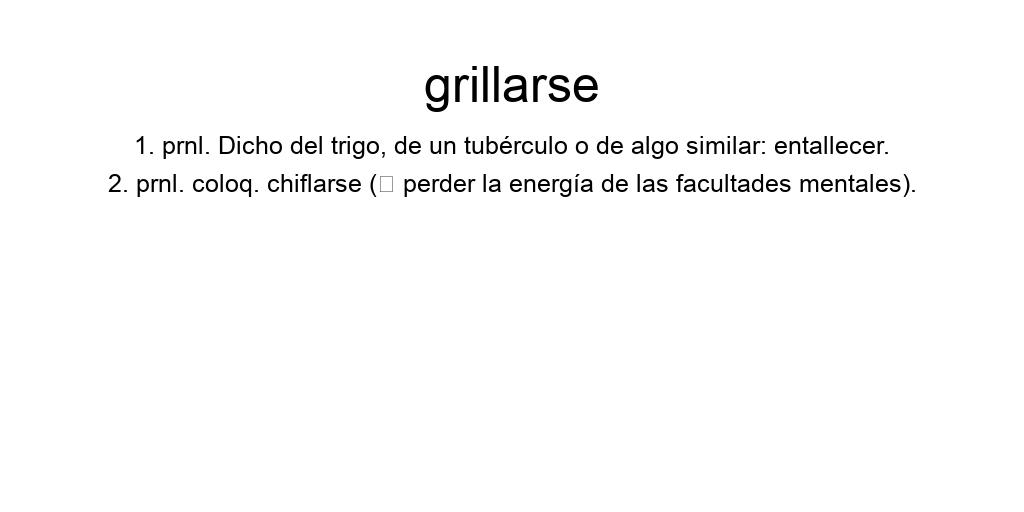 grillarse
1. prnl. Dicho del trigo, de un tubérculo o de algo similar: entallecer.
2. prnl. coloq. chiflarse (□ perder la energía de las facultades mentales).